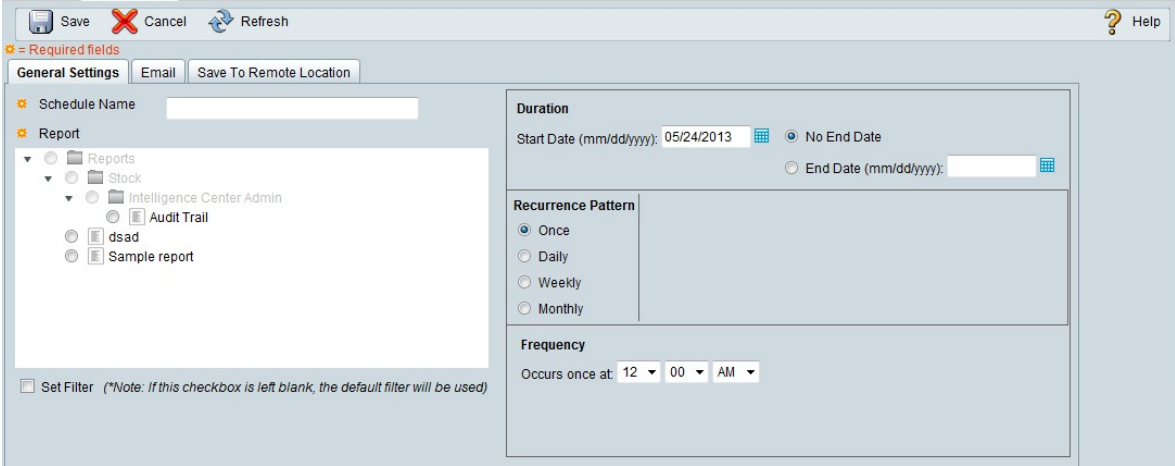 Save Cancel Refresh Help
= Required fields
General Settings Email Save To Remote Location
Schedule Name
Report
Reports
Stock
Intelligence Center Admin
Audit Trail
dsad
Sample report
Set Filter (*Note: If this checkbox is left blank, the default filter will be used)
Duration
Start Date (mm/dd/yyyy): 05/24/2013 No End Date
End Date (mm/dd/yyyy):
Recurrence Pattern
Once
Daily
Weekly
Monthly
Frequency
Occurs once at: 12 00 AM